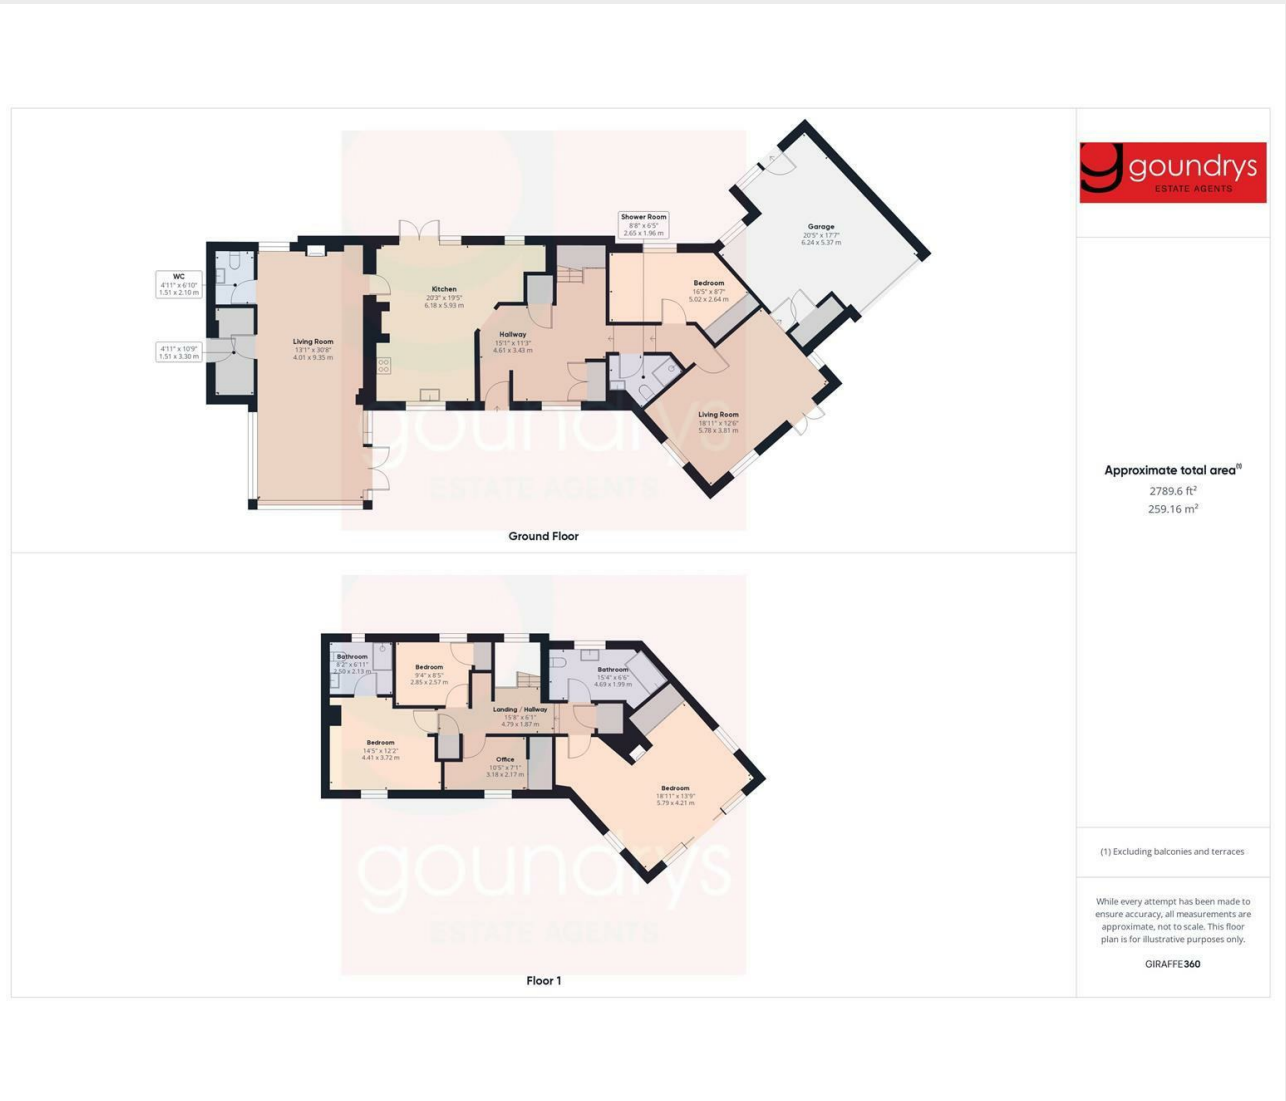 Shower Room
8'8" x 6'5"
2.65 x 1.96 m
Garage
20'5" x 17'7"
6.24 x 5.37 m
WC
4'11" x 6'10"
1.51 x 2.10 m
4'11" x 10'9"
1.51 x 3.30 m
Living Room
13'1" x 30'8"
4.01 x 9.35 m
Kitchen
20'3" x 19'5"
6.18 x 5.93 m
Hallway
15'1" x 11'3"
4.61 x 3.43 m
Bedroom
16'5" x 8'7"
5.02 x 2.64 m
Living Room
18'11" x 12'6"
5.78 x 3.81 m
goundrys
ESTATE AGENTS
Ground Floor
Bathroom
8'2" x 6'11"
2.50 x 2.13 m
Bedroom
9'4" x 8'5"
2.85 x 2.57 m
Bathroom
15'4" x 6'6"
4.69 x 1.99 m
Landing / Hallway
15'8" x 6'1"
4.79 x 1.87 m
Bedroom
14'5" x 12'2"
4.41 x 3.72 m
Office
10'5" x 7'1"
3.18 x 2.17 m
Bedroom
18'11" x 13'9"
5.79 x 4.21 m
goundrys
ESTATE AGENTS
Floor 1
goundrys
ESTATE AGENTS
Approximate total area(1)
2789.6 ft²
259.16 m²
(1) Excluding balconies and terraces
While every attempt has been made to
ensure accuracy, all measurements are
approximate, not to scale. This floor
plan is for illustrative purposes only.
GIRAFFE360